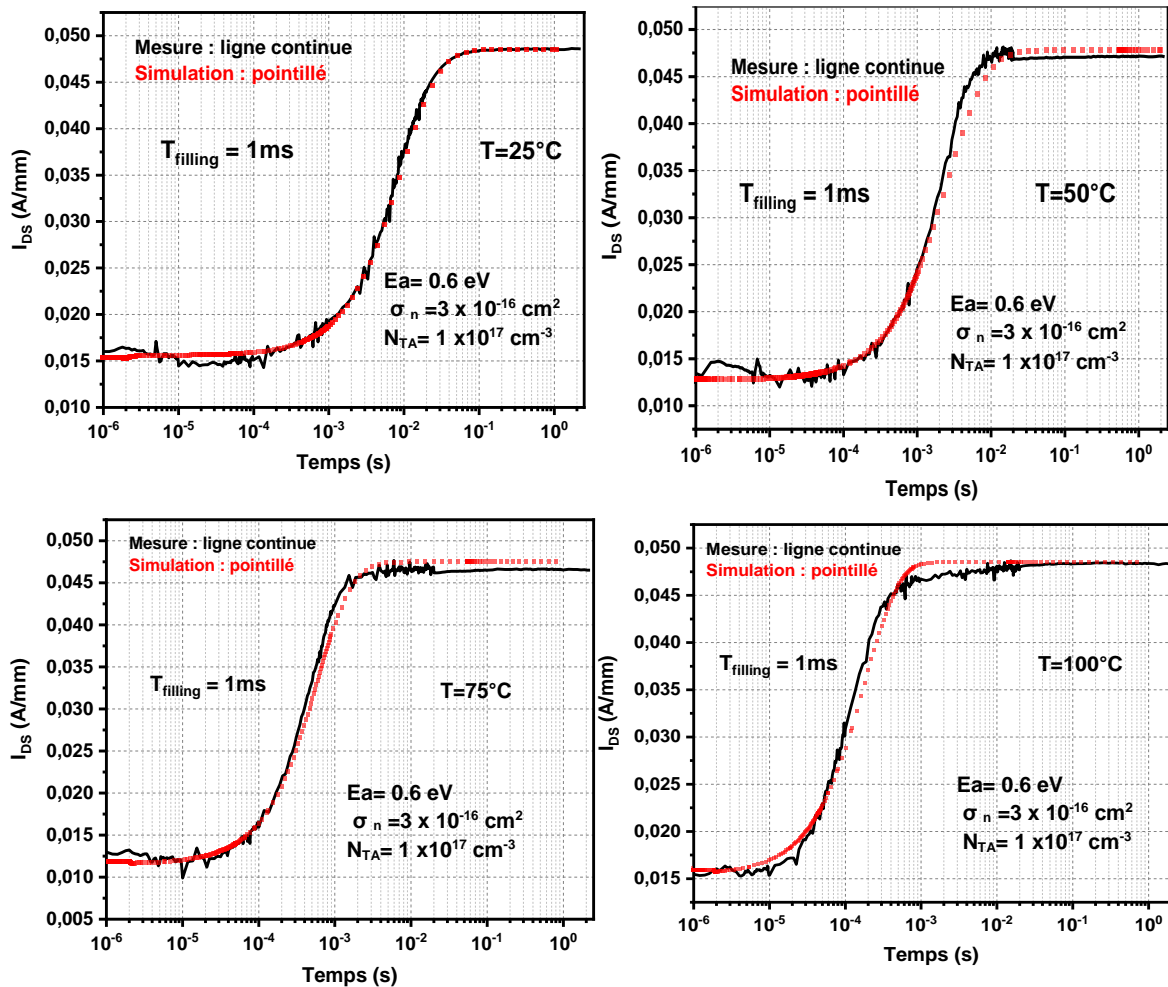 0,050
0,045
0,040
0,035
0,030
0,025
0,020
0,015
0,010
I_DS (A/mm)
Mesure : ligne continue
Simulation : pointillé
T_filling = 1ms
T=25°C
Ea= 0.6 eV
σ_n =3 x 10^-16 cm^2
N_TA= 1 x10^17 cm^-3
10^-6 10^-5 10^-4 10^-3 10^-2 10^-1 10^0
Temps (s)
0,050
0,045
0,040
0,035
0,030
0,025
0,020
0,015
0,010
I_DS (A/mm)
Mesure : ligne continue
Simulation : pointillé
T_filling = 1ms
T=50°C
Ea= 0.6 eV
σ_n =3 x 10^-16 cm^2
N_TA= 1 x10^17 cm^-3
10^-6 10^-5 10^-4 10^-3 10^-2 10^-1 10^0
Temps (s)
0,050
0,045
0,040
0,035
0,030
0,025
0,020
0,015
0,010
0,005
I_DS (A/mm)
Mesure : ligne continue
Simulation : pointillé
T_filling = 1ms
T=75°C
Ea= 0.6 eV
σ_n =3 x 10^-16 cm^2
N_TA= 1 x10^17 cm^-3
10^-6 10^-5 10^-4 10^-3 10^-2 10^-1 10^0
Temps (s)
0,050
0,045
0,040
0,035
0,030
0,025
0,020
0,015
I_DS (A/mm)
Mesure : ligne continue
Simulation : pointillé
T_filling = 1ms
T=100°C
Ea= 0.6 eV
σ_n =3 x 10^-16 cm^2
N_TA= 1 x10^17 cm^-3
10^-6 10^-5 10^-4 10^-3 10^-2 10^-1 10^0
Temps (s)